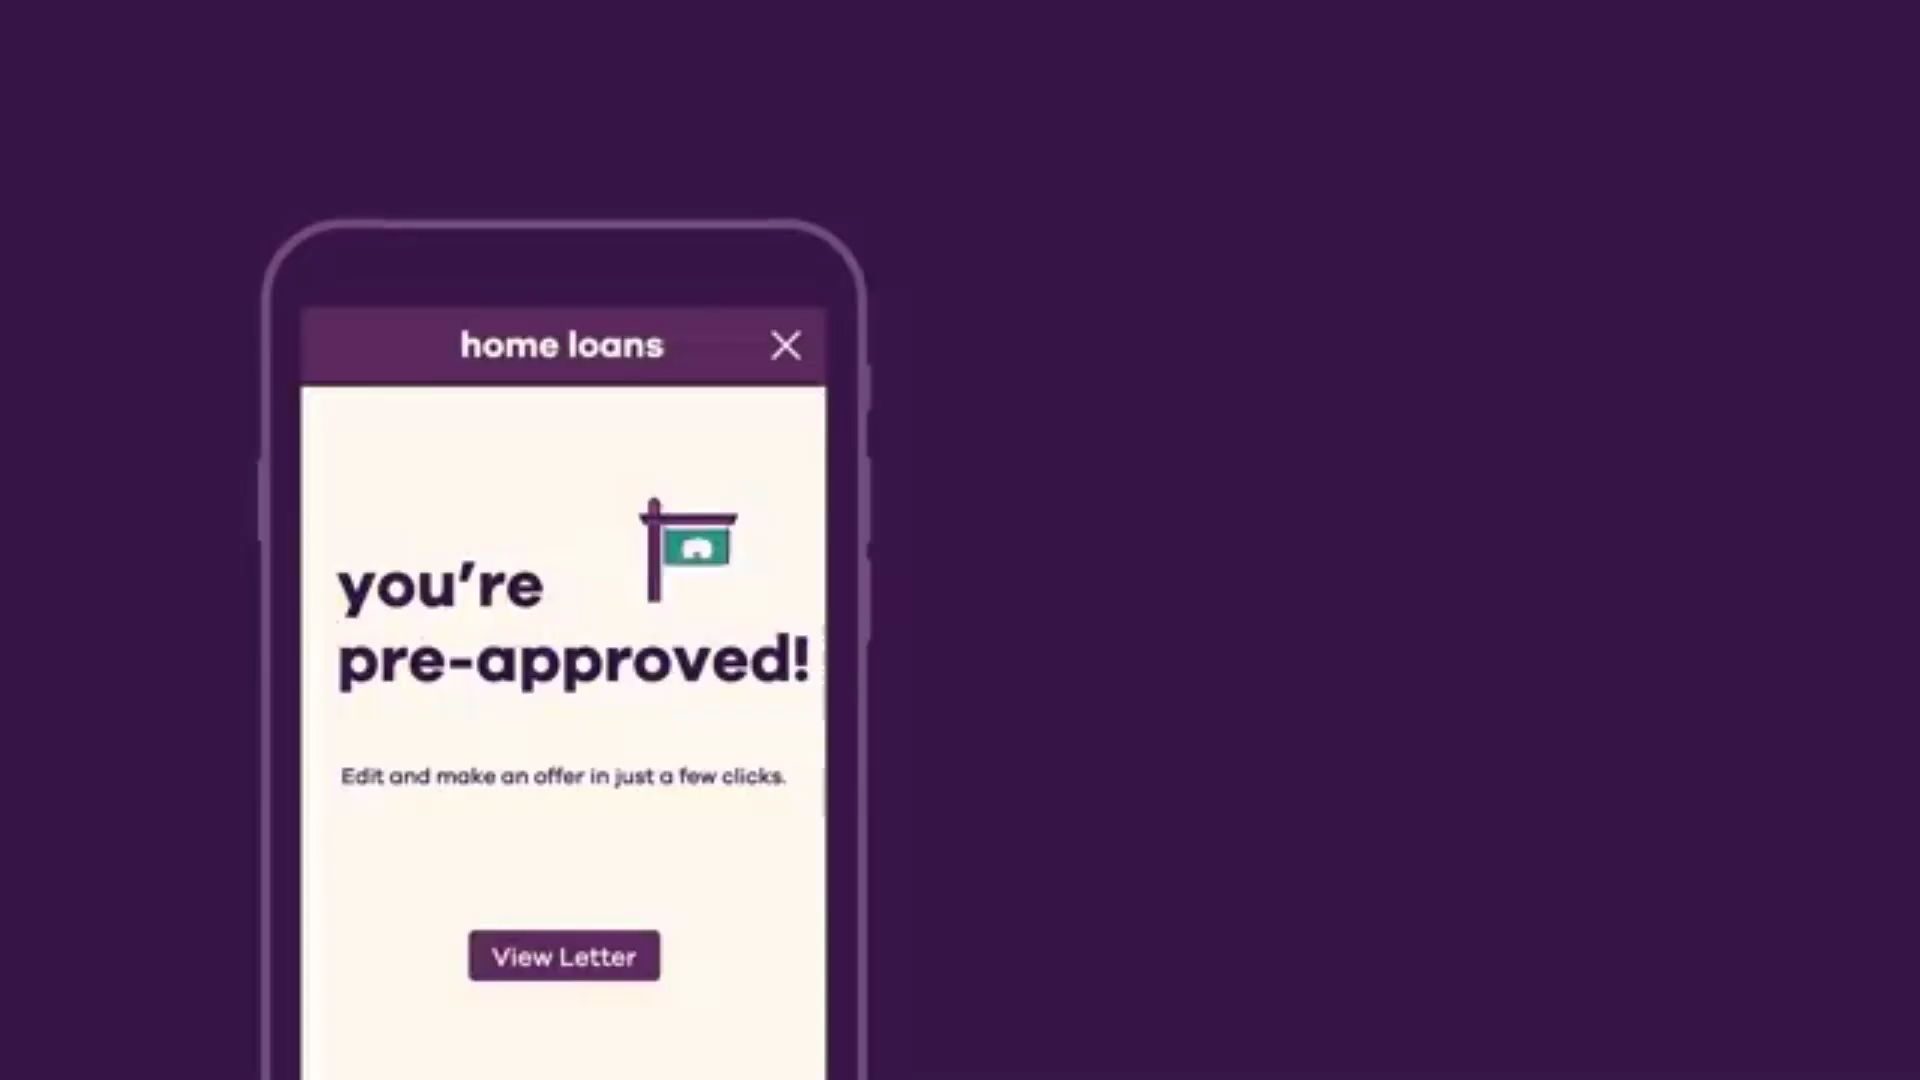 home loans
you're
pre-approved!
Edit and make an offer in just a few clicks.
View Letter